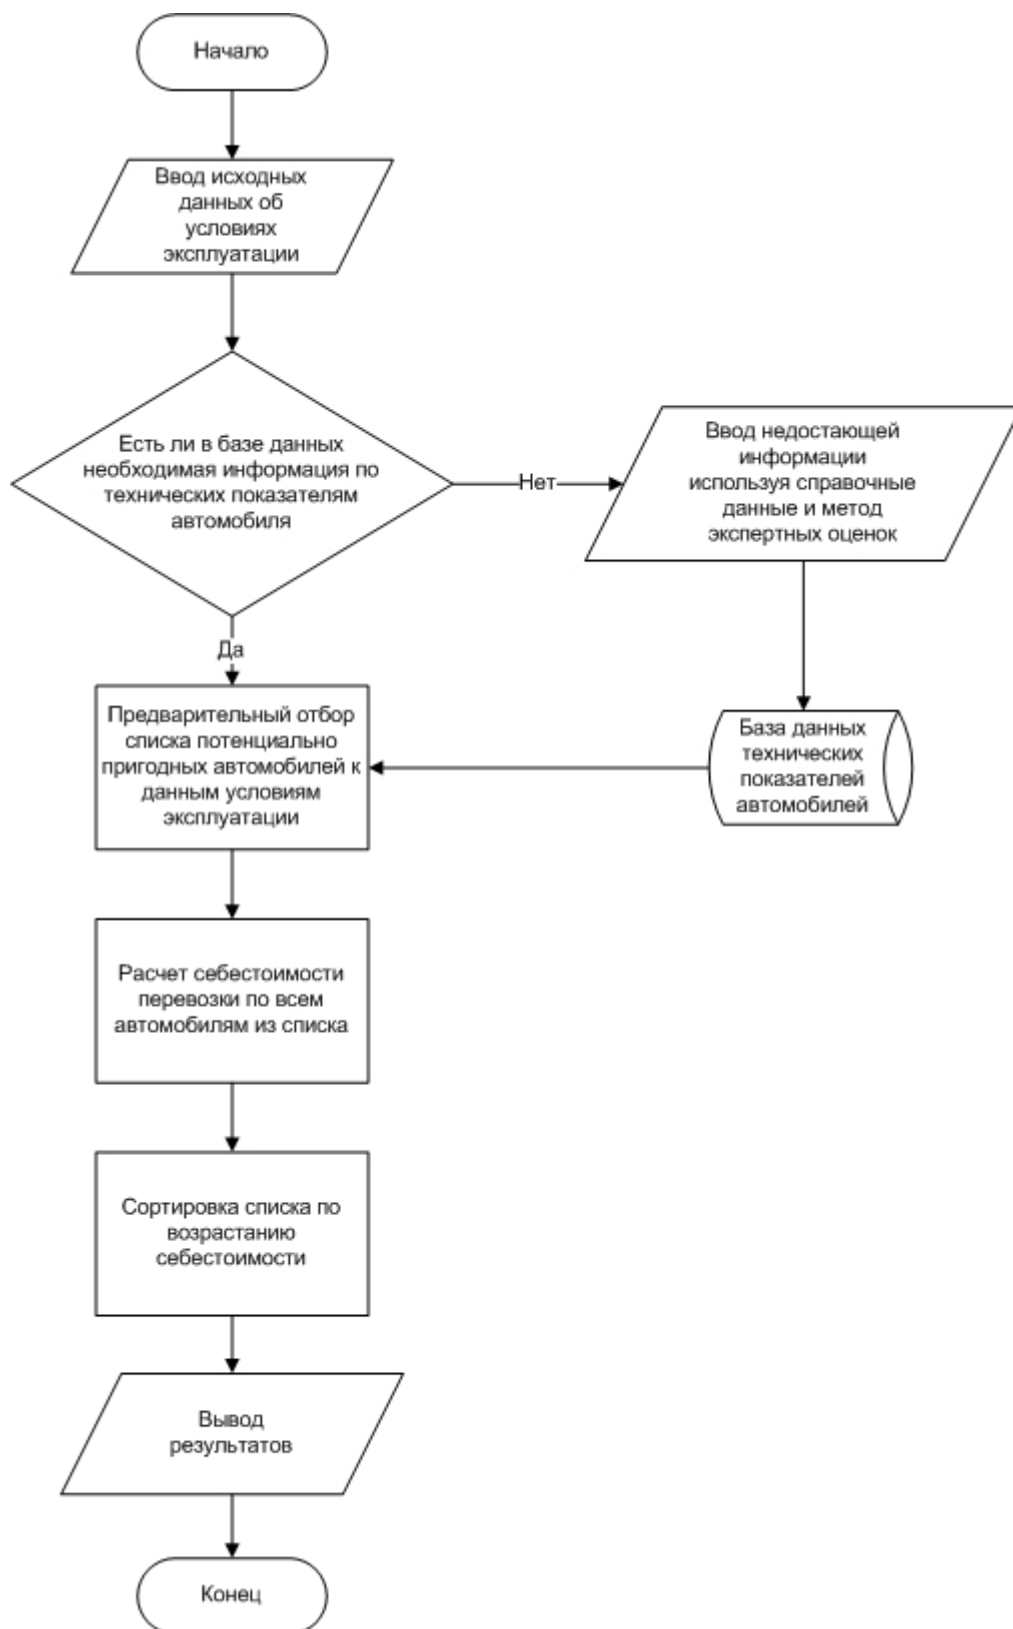 Начало
Ввод исходных
данных об
условиях
эксплуатации
Есть ли в базе данных
необходимая информация по
технических показателям
автомобиля
Нет
Ввод недостающей
информации
используя справочные
данные и метод
экспертных оценок
Да
Предварительный отбор
списка потенциально
пригодных автомобилей к
данным условиям
эксплуатации
База данных
технических
показателей
автомобилей
Расчет себестоимости
перевозки по всем
автомобилям из списка
Сортировка списка по
возрастанию
себестоимости
Вывод
результатов
Конец